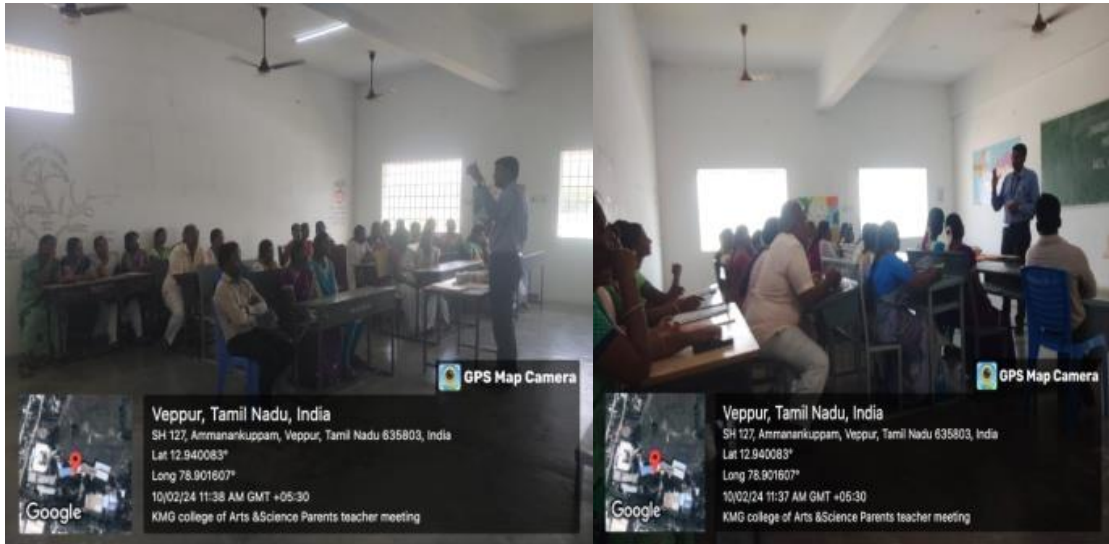 GPS Map Camera
Veppur, Tamil Nadu, India
SH 127, Ammanankuppam, Veppur, Tamil Nadu 635803, India
Lat 12.940083°
Long 78.901607°
10/02/24 11:38 AM GMT +05:30
KMG college of Arts &Science Parents teacher meeting
Google
GPS Map Camera
Veppur, Tamil Nadu, India
SH 127, Ammanankuppam, Veppur, Tamil Nadu 635803, India
Lat 12.940083°
Long 78.901607°
10/02/24 11:37 AM GMT +05:30
KMG college of Arts &Science Parents teacher meeting
Google